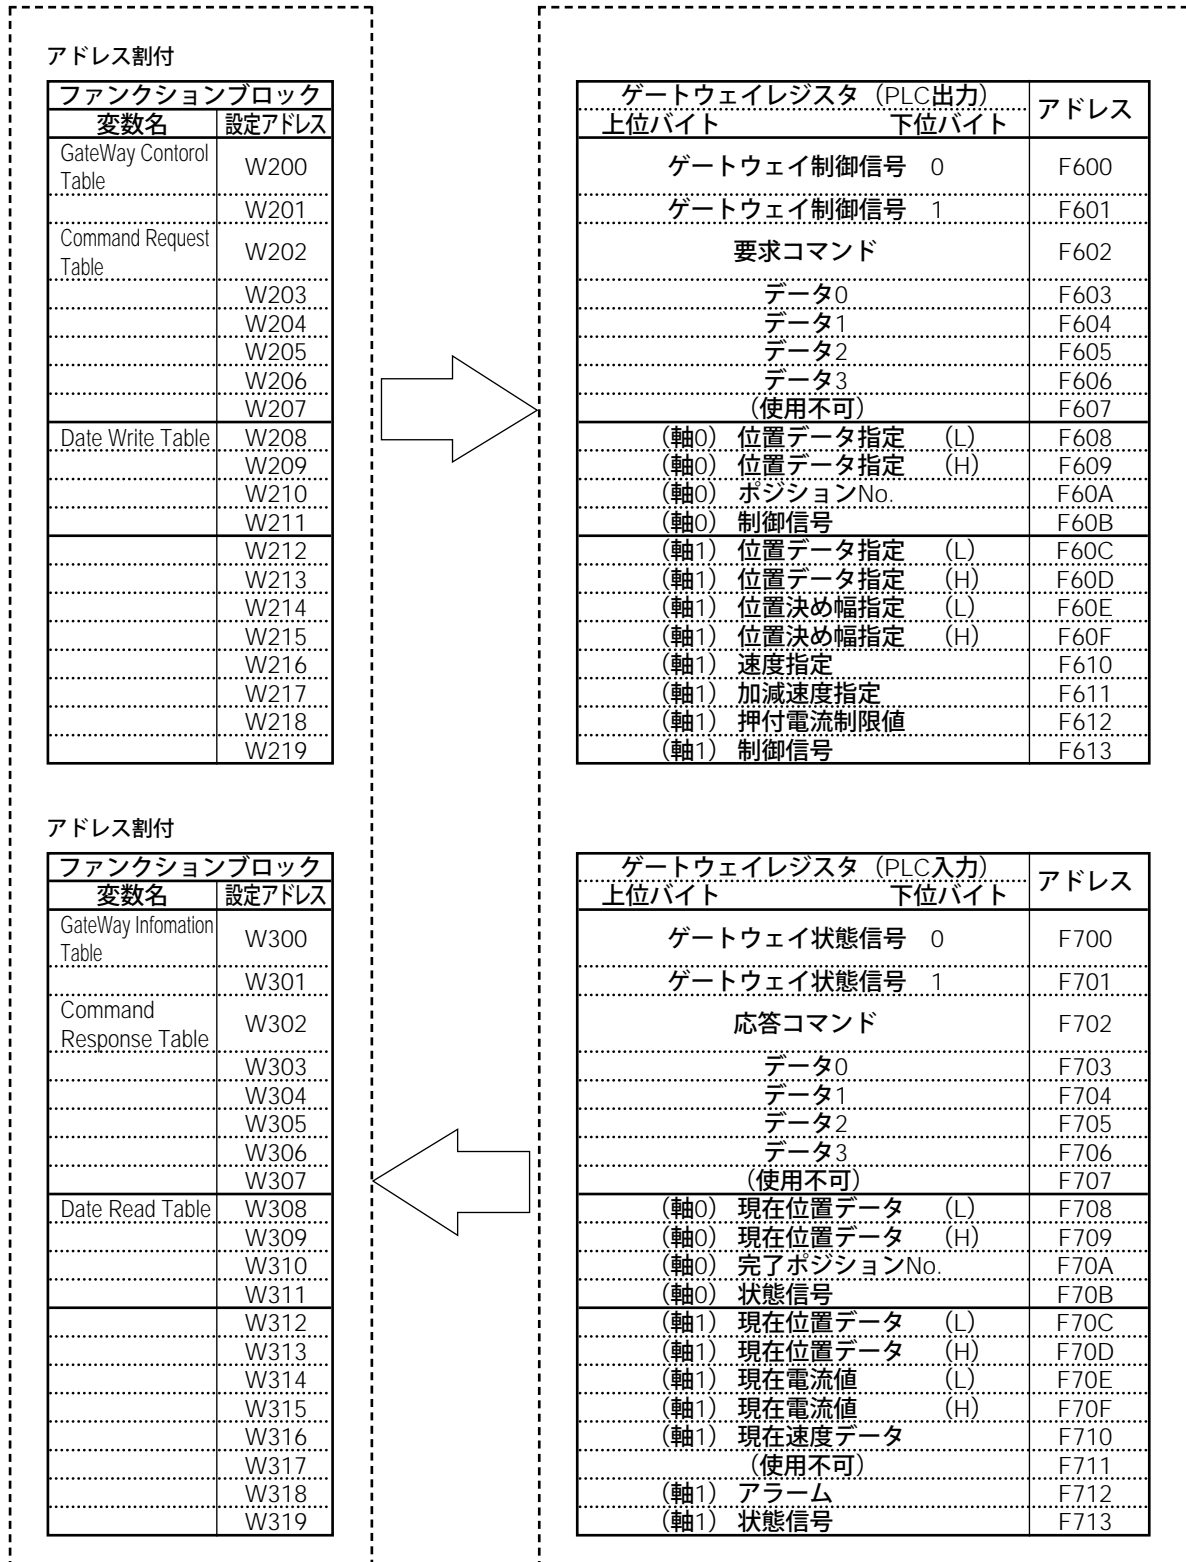 アドレス割付
ファンクションブロック
変数名 設定アドレス
GateWay Contorol
Table
W200
W201
Command Request
Table
W202
W203
W204
W205
W206
W207
Date Write Table W208
W209
W210
W211
W212
W213
W214
W215
W216
W217
W218
W219
ゲートウェイレジスタ（PLC出力） アドレス
上位バイト 下位バイト
ゲートウェイ制御信号 0 F600
ゲートウェイ制御信号 1 F601
要求コマンド F602
データ0 F603
データ1 F604
データ2 F605
データ3 F606
（使用不可） F607
（軸0） 位置データ指定 （L） F608
（軸0） 位置データ指定 （H） F609
（軸0） ポジションNo. F60A
（軸0） 制御信号 F60B
（軸1） 位置データ指定 （L） F60C
（軸1） 位置データ指定 （H） F60D
（軸1） 位置決め幅指定 （L） F60E
（軸1） 位置決め幅指定 （H） F60F
（軸1） 速度指定 F610
（軸1） 加減速度指定 F611
（軸1） 押付電流制限値 F612
（軸1） 制御信号 F613
アドレス割付
ファンクションブロック
変数名 設定アドレス
GateWay Infomation
Table
W300
W301
Command
Response Table
W302
W303
W304
W305
W306
W307
Date Read Table W308
W309
W310
W311
W312
W313
W314
W315
W316
W317
W318
W319
ゲートウェイレジスタ（PLC入力） アドレス
上位バイト 下位バイト
ゲートウェイ状態信号 0 F700
ゲートウェイ状態信号 1 F701
応答コマンド F702
データ0 F703
データ1 F704
データ2 F705
データ3 F706
（使用不可） F707
（軸0） 現在位置データ （L） F708
（軸0） 現在位置データ （H） F709
（軸0） 完了ポジションNo. F70A
（軸0） 状態信号 F70B
（軸1） 現在位置データ （L） F70C
（軸1） 現在位置データ （H） F70D
（軸1） 現在電流値 （L） F70E
（軸1） 現在電流値 （H） F70F
（軸1） 現在速度データ F710
（使用不可） F711
（軸1） アラーム F712
（軸1） 状態信号 F713